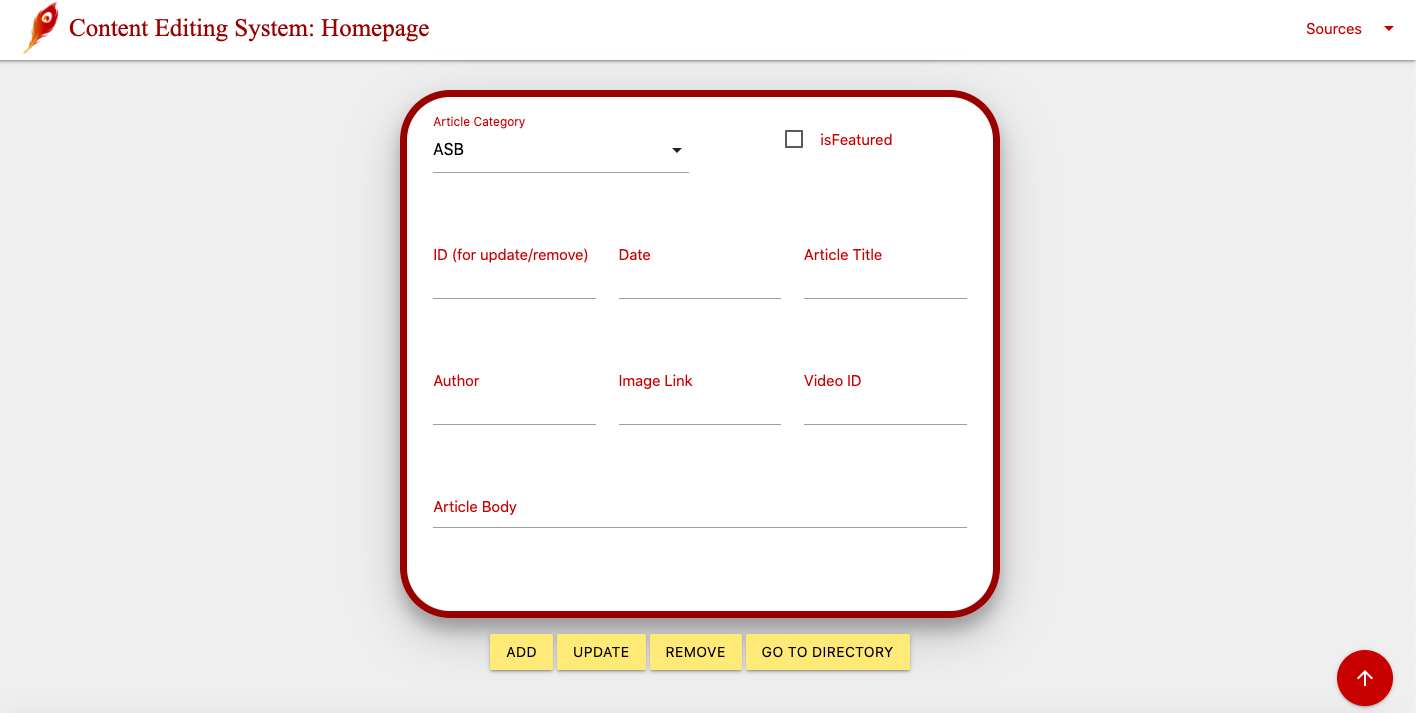 Content Editing System: Homepage
Sources
Article Category
ASB
isFeatured
ID (for update/remove)
Date
Article Title
Author
Image Link
Video ID
Article Body
ADD
UPDATE
REMOVE
GO TO DIRECTORY